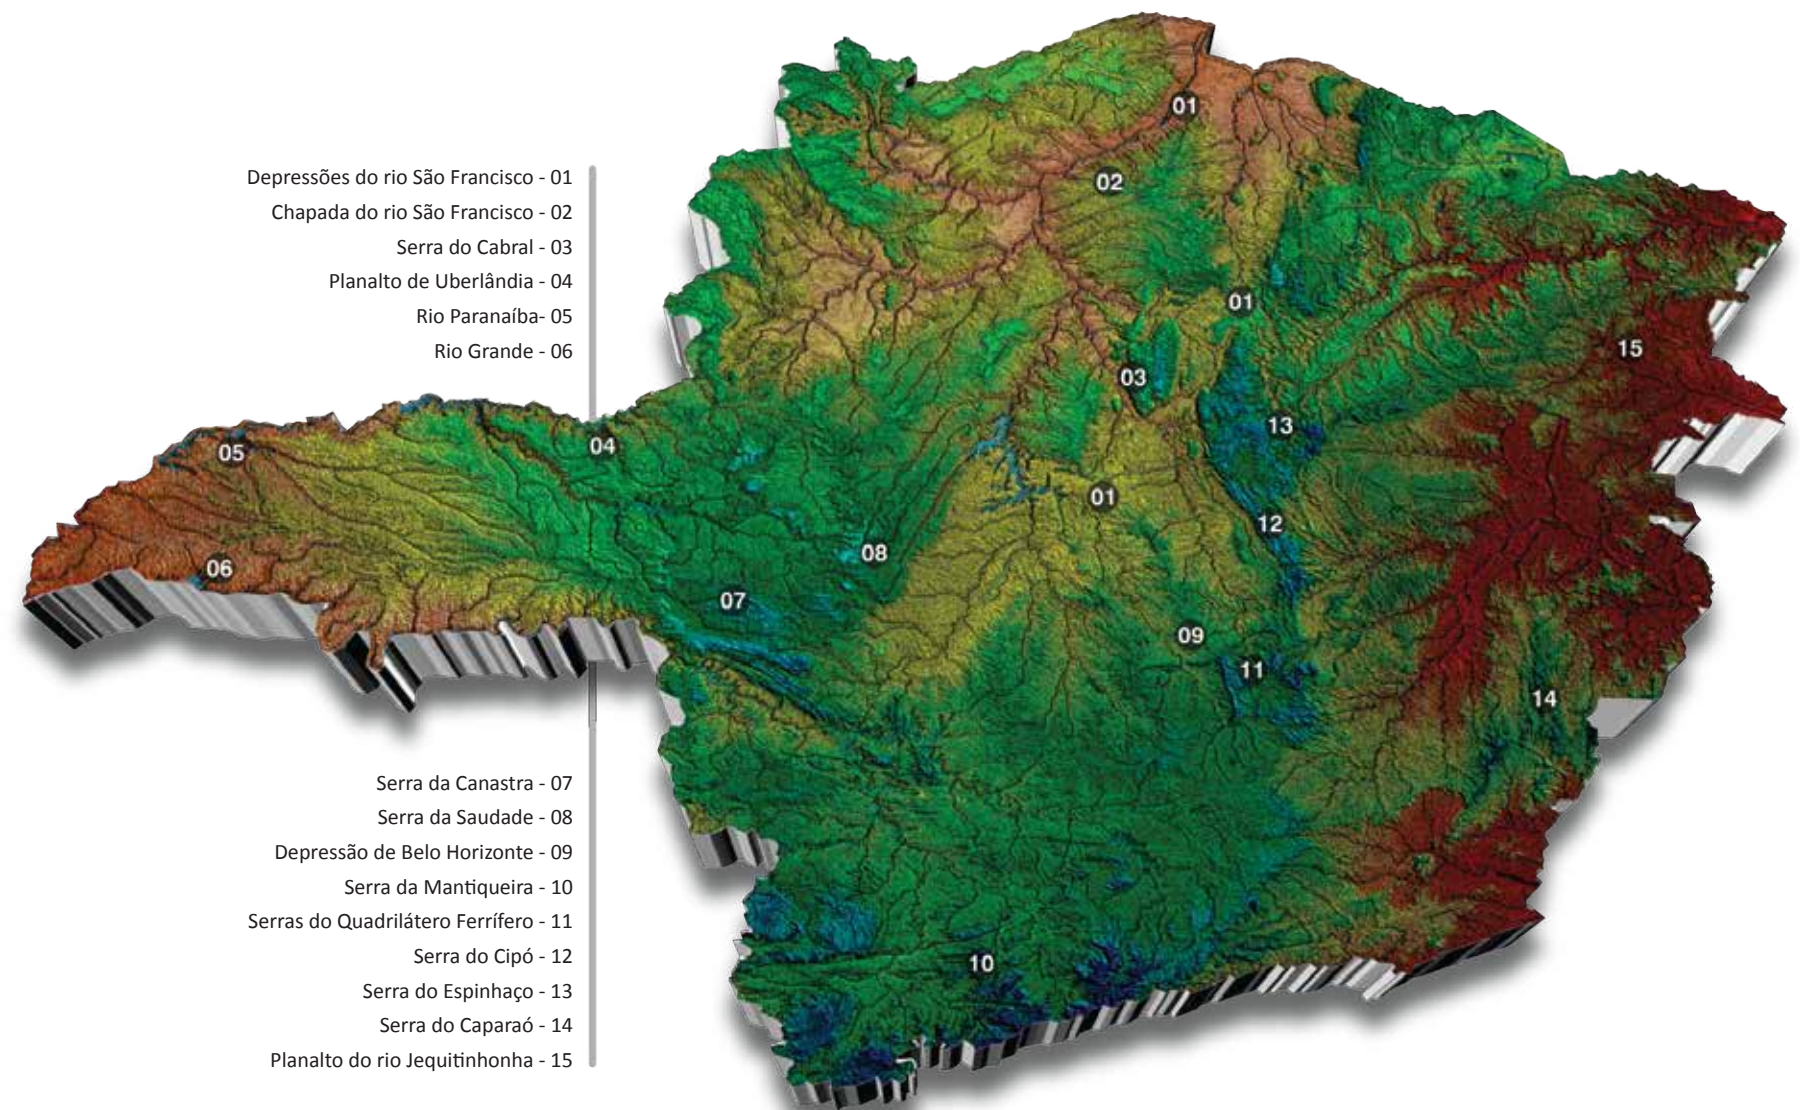 Depressões do rio São Francisco - 01
Chapada do rio São Francisco - 02
Serra do Cabral - 03
Planalto de Uberlândia - 04
Rio Paranaíba- 05
Rio Grande - 06
Serra da Canastra - 07
Serra da Saudade - 08
Depressão de Belo Horizonte - 09
Serra da Mantiqueira - 10
Serras do Quadrilátero Ferrífero - 11
Serra do Cipó - 12
Serra do Espinhaço - 13
Serra do Caparaó - 14
Planalto do rio Jequitinhonha - 15
01
02
01
15
03
13
04
05
01
12
08
06
07
09
11
14
10